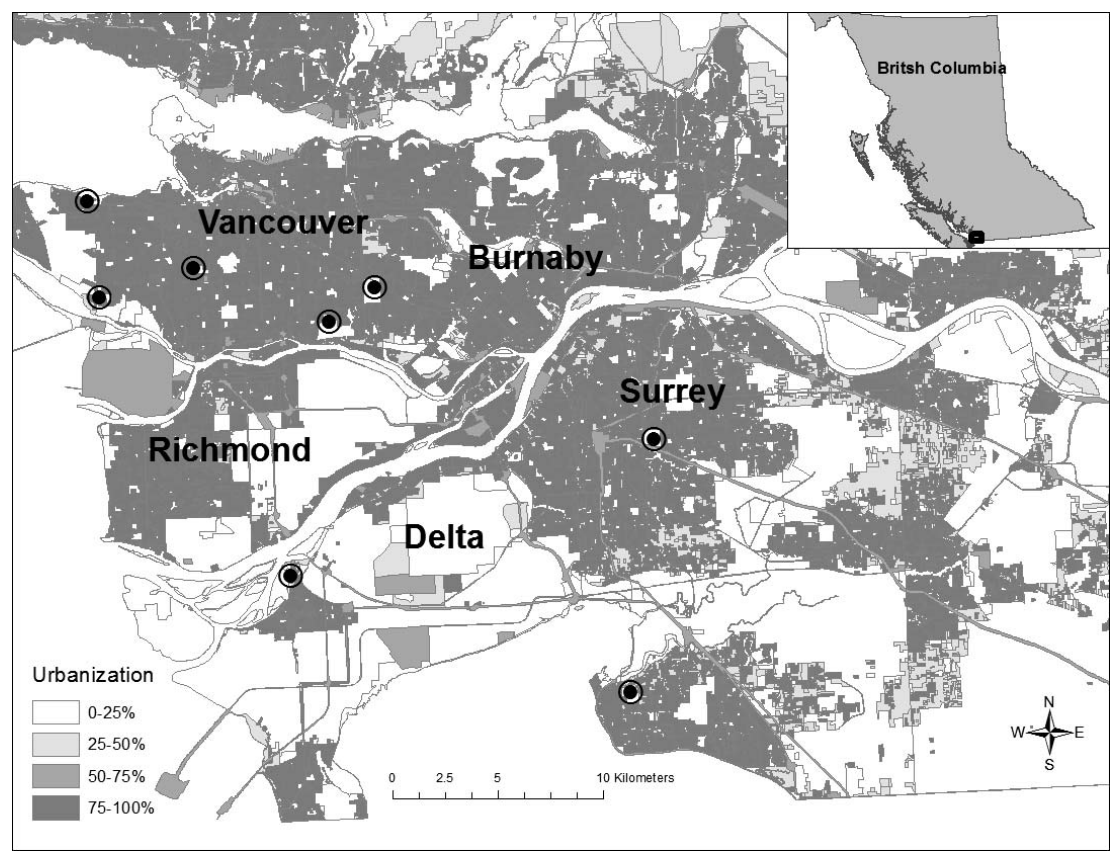 Britsh Columbia
Vancouver
Burnaby
Surrey
Richmond
Delta
Urbanization
0-25%
25-50%
50-75%
75-100%
0 2.5 5 10 Kilometers
N
W E
S